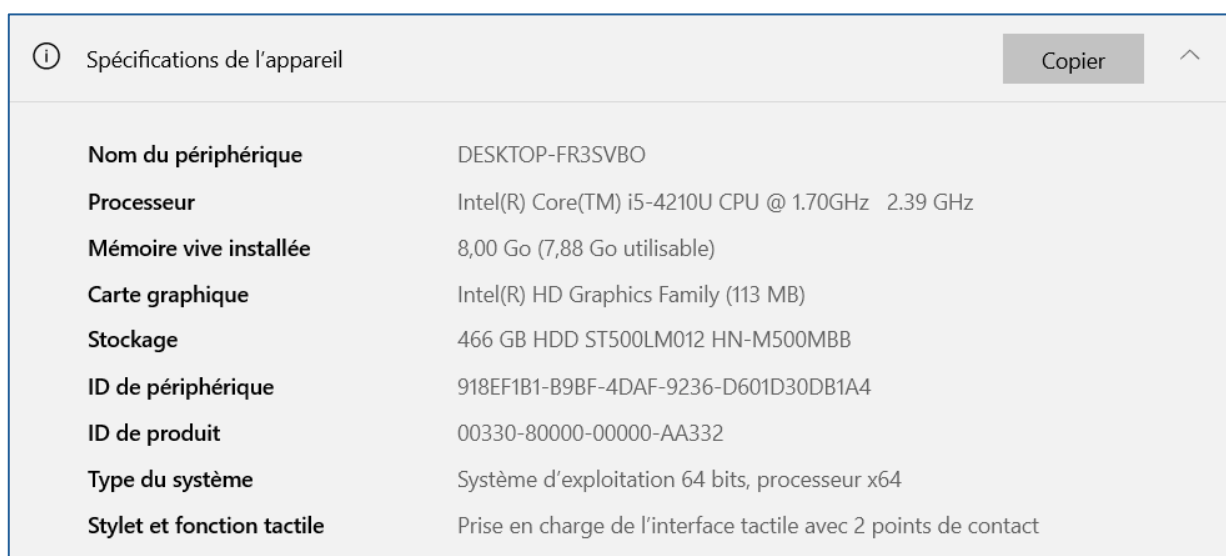 Spécifications de l’appareil Copier
Nom du périphérique DESKTOP-FR3SVBO
Processeur Intel(R) Core(TM) i5-4210U CPU @ 1.70GHz 2.39 GHz
Mémoire vive installée 8,00 Go (7,88 Go utilisable)
Carte graphique Intel(R) HD Graphics Family (113 MB)
Stockage 466 GB HDD ST500LM012 HN-M500MBB
ID de périphérique 918EF1B1-B9BF-4DAF-9236-D601D30DB1A4
ID de produit 00330-80000-00000-AA332
Type du système Système d’exploitation 64 bits, processeur x64
Stylet et fonction tactile Prise en charge de l’interface tactile avec 2 points de contact